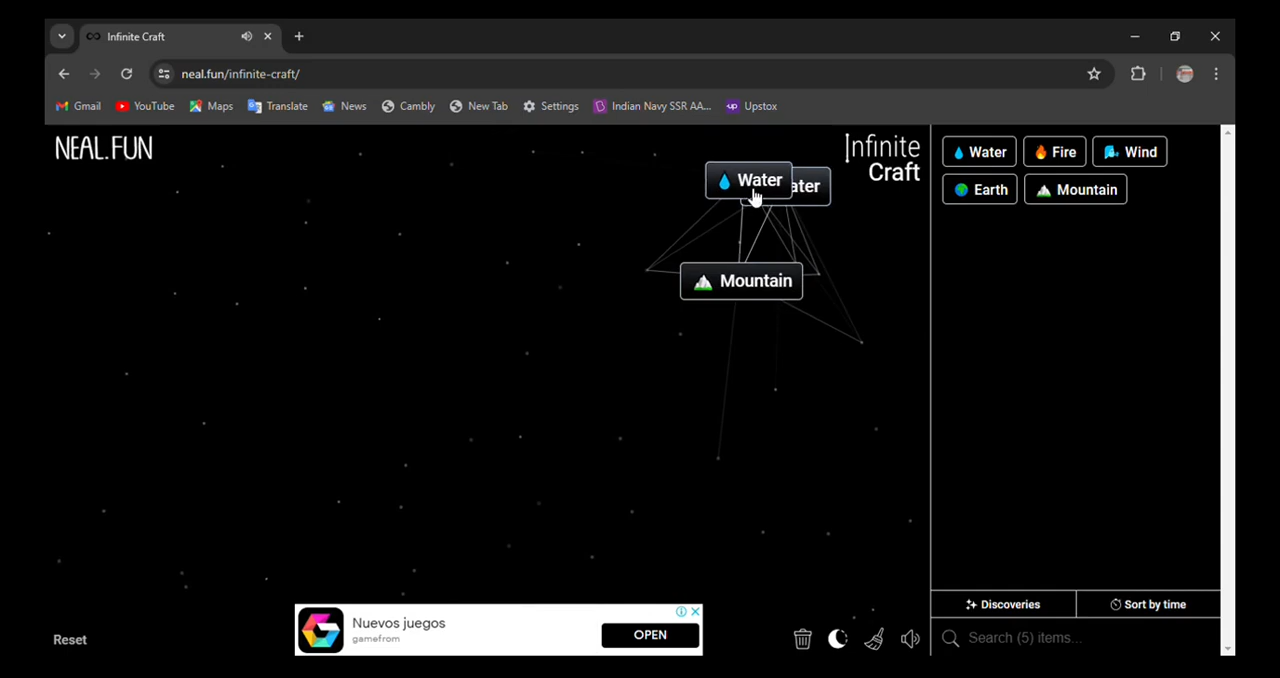 Infinite Craft
neal.fun/infinite-craft/
Gmail YouTube Maps Translate News Cambly New Tab Settings Indian Navy SSR AA... Upstox
NEAL.FUN
Infinite
Craft
Water
ater
Mountain
Water Fire Wind
Earth Mountain
Discoveries Sort by time
Search (5) items...
Nuevos juegos
gamefrom
OPEN
Reset